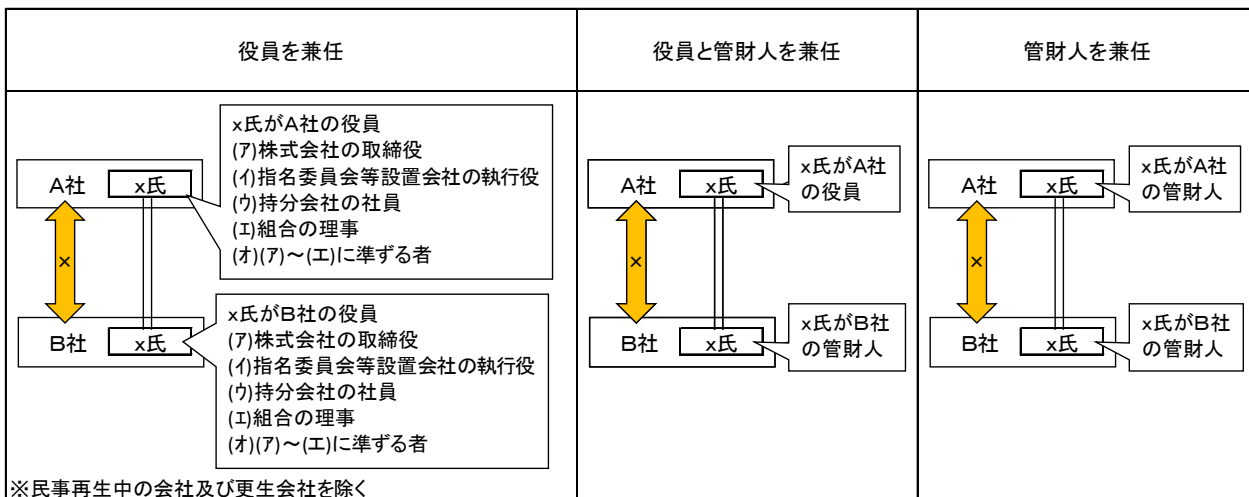 役員を兼任
役員と管財人を兼任
管財人を兼任
x氏がA社の役員
(ア)株式会社の取締役
(イ)指名委員会等設置会社の執行役
(ウ)持分会社の社員
(エ)組合の理事
(オ)(ア)～(エ)に準ずる者
A社
x氏
×
B社
x氏
x氏がB社の役員
(ア)株式会社の取締役
(イ)指名委員会等設置会社の執行役
(ウ)持分会社の社員
(エ)組合の理事
(オ)(ア)～(エ)に準ずる者
※民事再生中の会社及び更生会社を除く
A社
x氏
x氏がA社
の役員
×
B社
x氏
x氏がB社
の管財人
A社
x氏
x氏がA社
の管財人
×
B社
x氏
x氏がB社
の管財人